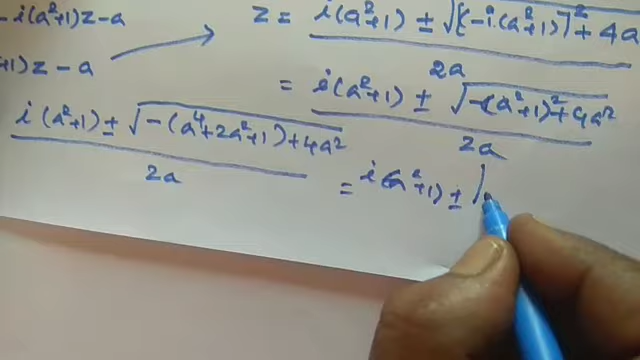 -i(a²+1)z-a
+1)z-a
z = i(a²+1) ± √[-i(a²+1)]² + 4a
2a
= i(a²+1) ± √-(a²+1)²+4a²
2a
i(a²+1) ± √-(a⁴+2a²+1)+4a²
2a
= i(a²+1) ±